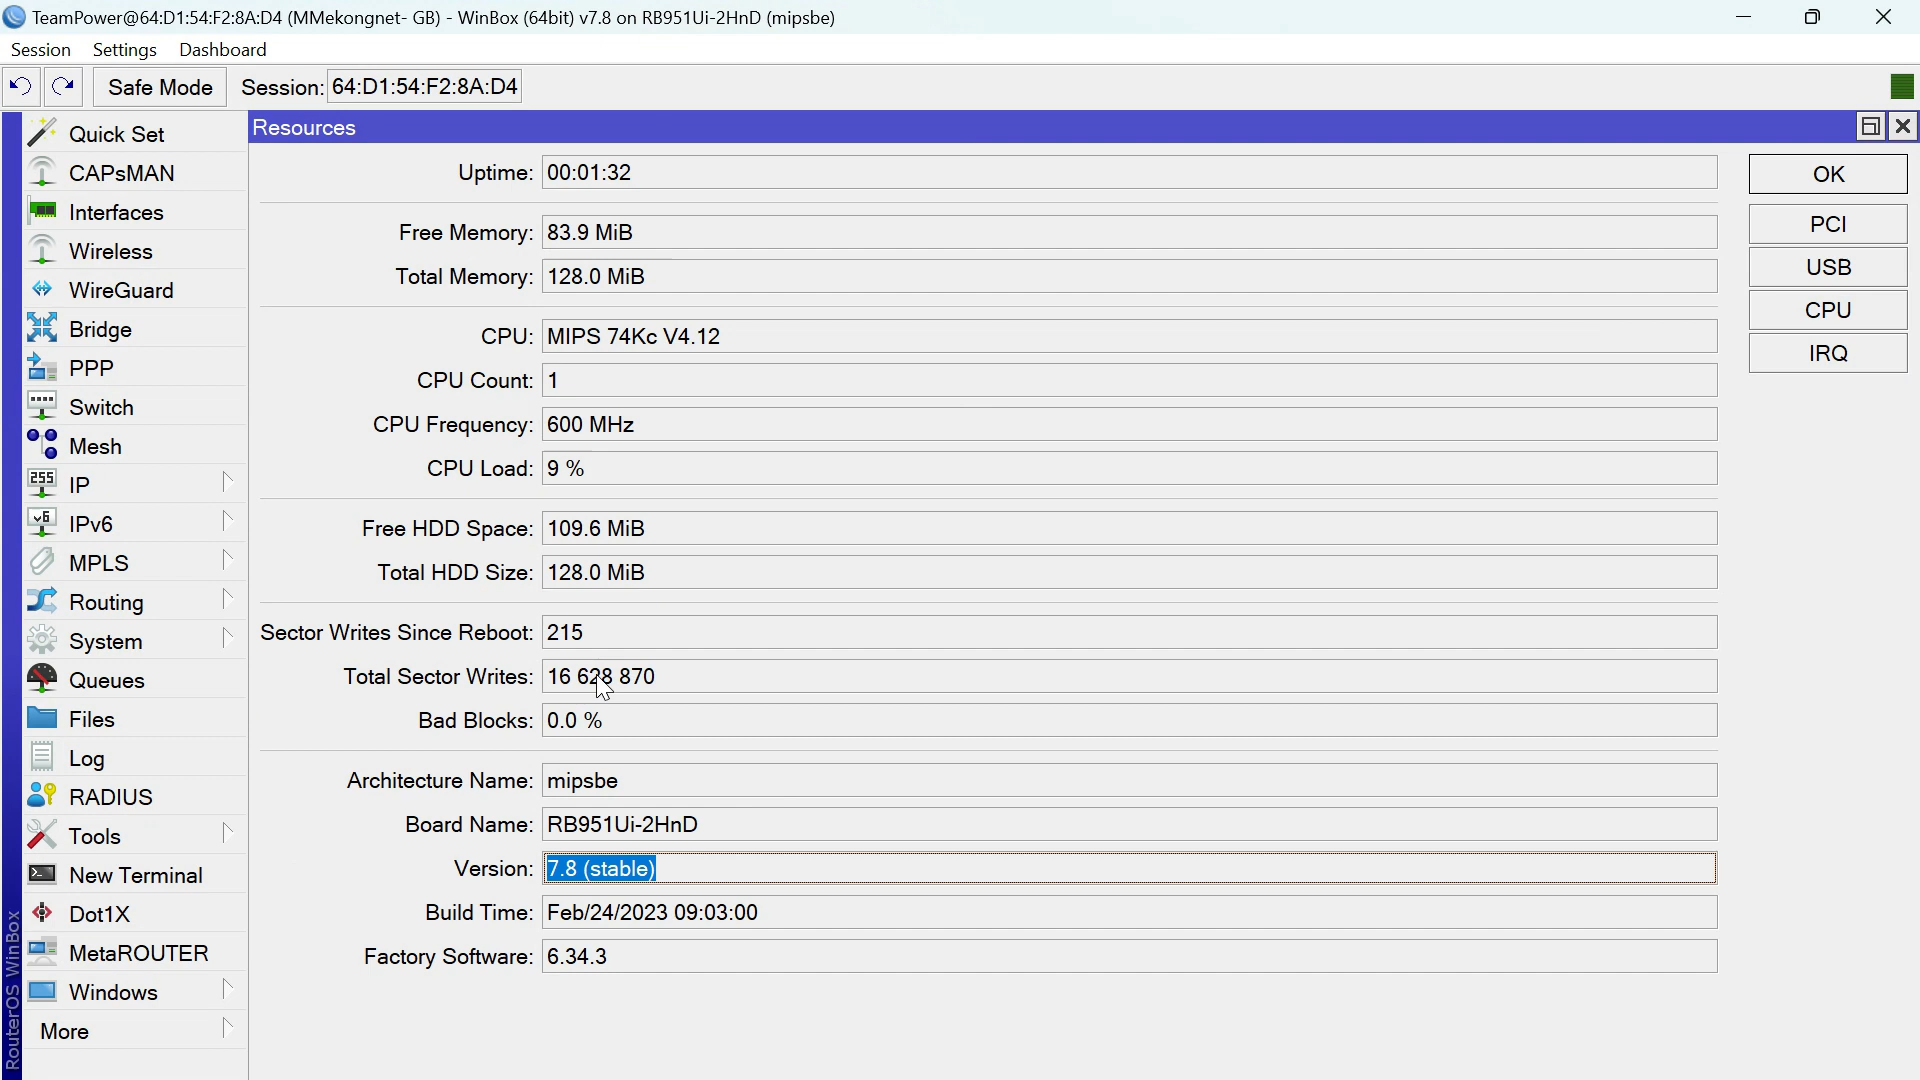 TeamPower@64:D1:54:F2:8A:D4 (MMekongnet- GB) - WinBox (64bit) v7.8 on RB951Ui-2HnD (mipsbe)
Session Settings Dashboard
Safe Mode Session: 64:D1:54:F2:8A:D4
Quick Set
CAPsMAN
Interfaces
Wireless
WireGuard
Bridge
PPP
Switch
Mesh
255 IP
v6 IPv6
MPLS
Routing
System
Queues
Files
Log
RADIUS
Tools
New Terminal
Dot1X
MetaROUTER
Windows
More
RouterOS WinBox
Resources
Uptime: 00:01:32
Free Memory: 83.9 MiB
Total Memory: 128.0 MiB
CPU: MIPS 74Kc V4.12
CPU Count: 1
CPU Frequency: 600 MHz
CPU Load: 9 %
Free HDD Space: 109.6 MiB
Total HDD Size: 128.0 MiB
Sector Writes Since Reboot: 215
Total Sector Writes: 16 628 870
Bad Blocks: 0.0 %
Architecture Name: mipsbe
Board Name: RB951Ui-2HnD
Version: 7.8 (stable)
Build Time: Feb/24/2023 09:03:00
Factory Software: 6.34.3
OK
PCI
USB
CPU
IRQ